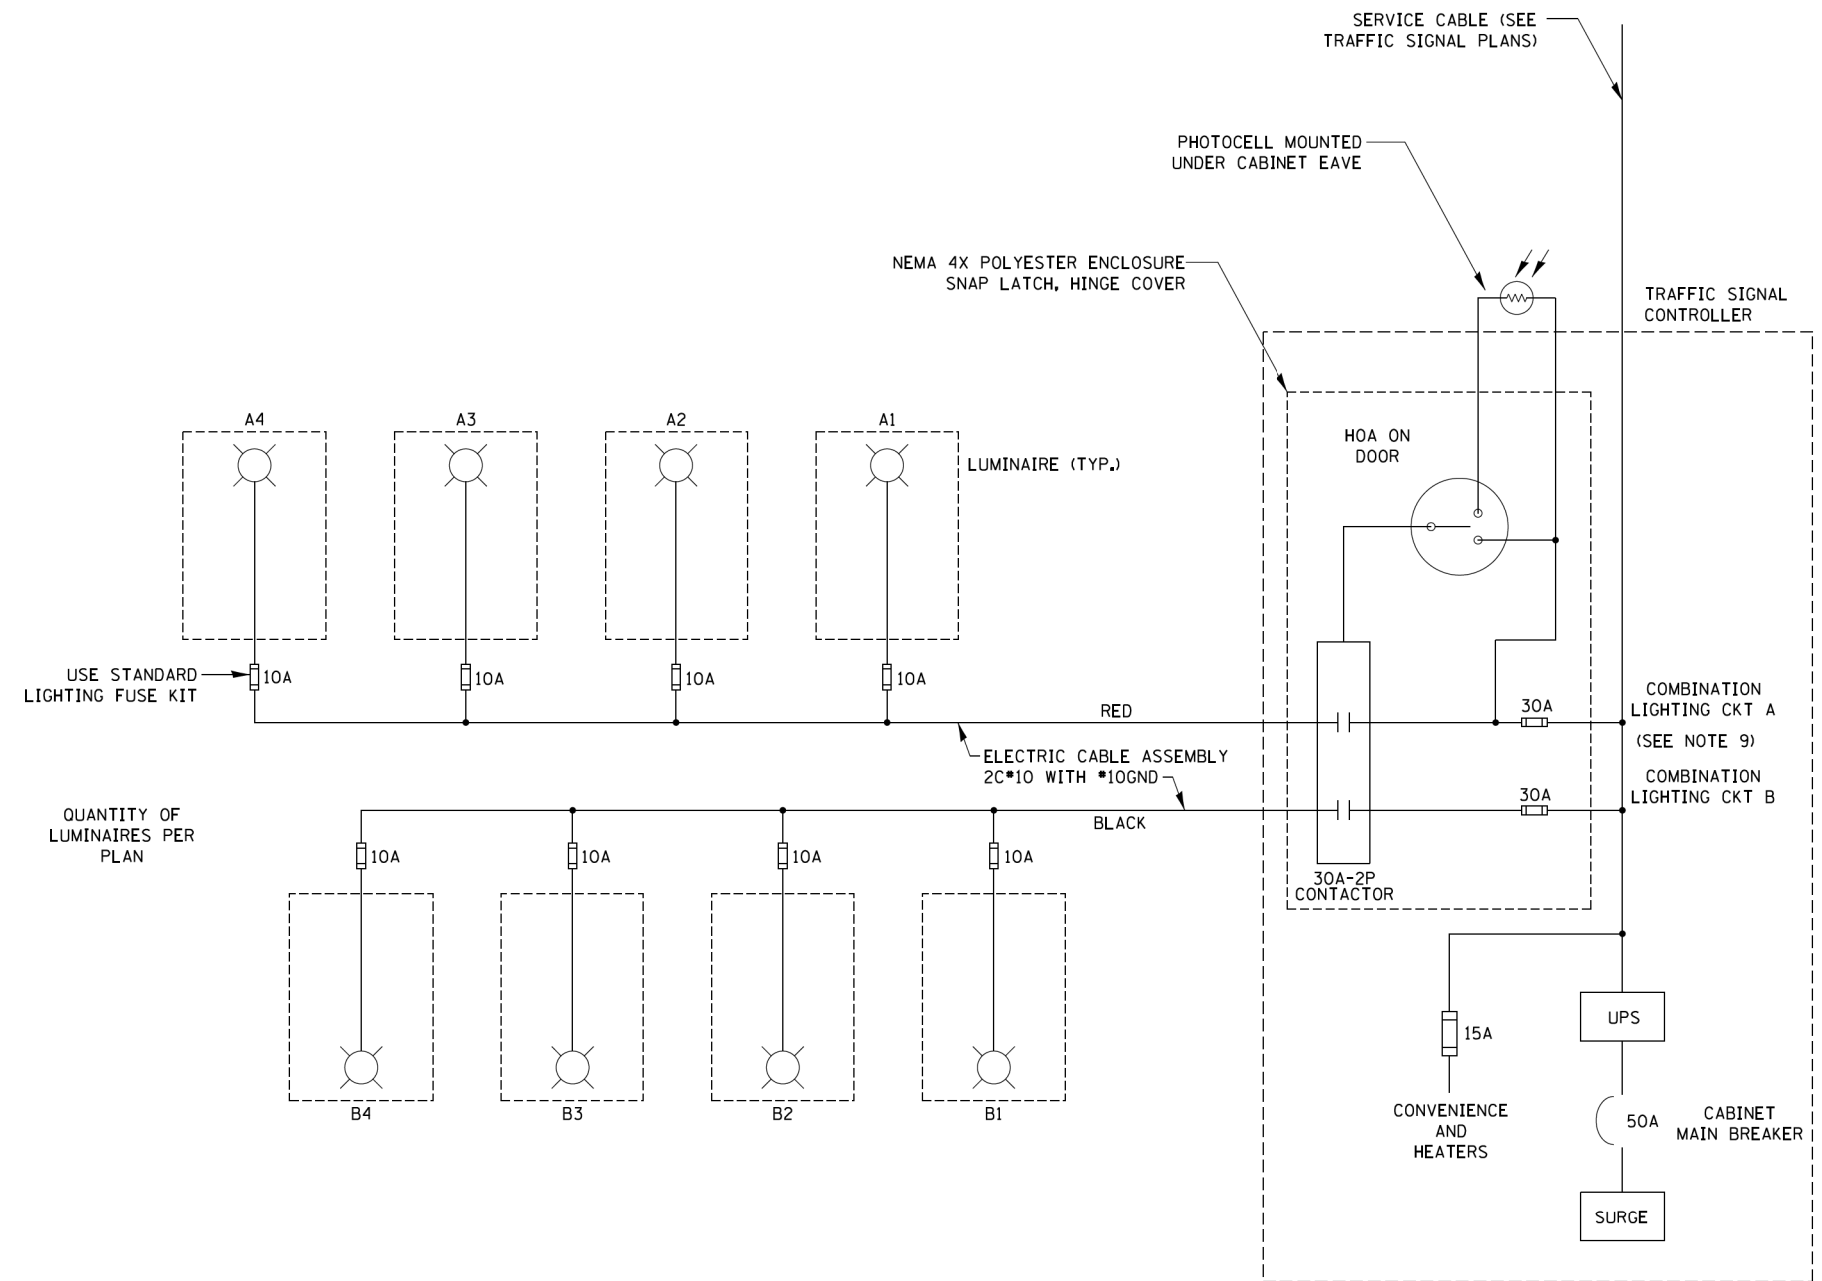 SERVICE CABLE (SEE
TRAFFIC SIGNAL PLANS)
PHOTOCELL MOUNTED
UNDER CABINET EAVE
NEMA 4X POLYESTER ENCLOSURE
SNAP LATCH, HINGE COVER
TRAFFIC SIGNAL
CONTROLLER
A4
A3
A2
A1
LUMINAIRE (TYP.)
HOA ON
DOOR
USE STANDARD
LIGHTING FUSE KIT
10A
10A
10A
10A
RED
30A
COMBINATION
LIGHTING CKT A
(SEE NOTE 9)
ELECTRIC CABLE ASSEMBLY
2C#10 WITH #10GND
COMBINATION
LIGHTING CKT B
30A
BLACK
QUANTITY OF
LUMINAIRES PER
PLAN
10A
10A
10A
10A
30A-2P
CONTACTOR
B4
B3
B2
B1
UPS
15A
CONVENIENCE
AND
HEATERS
50A
CABINET
MAIN BREAKER
SURGE